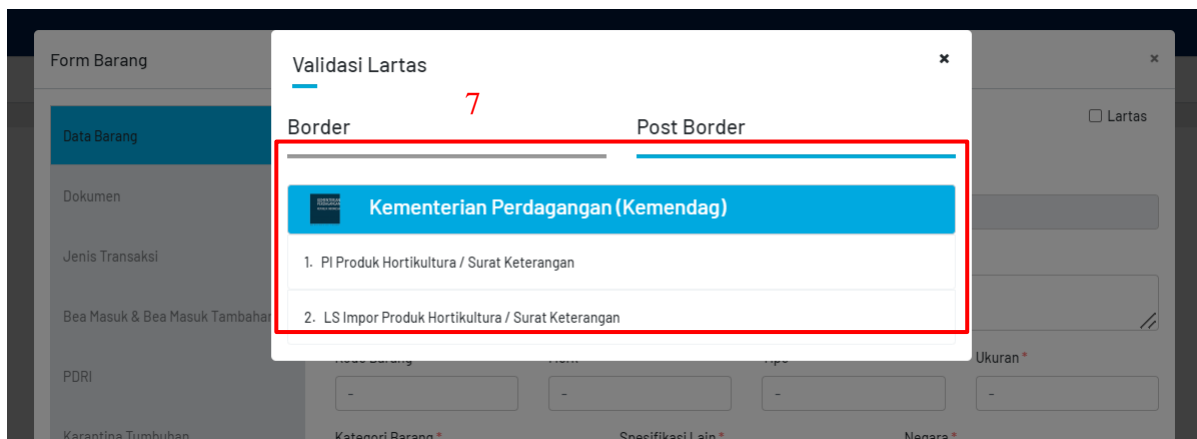 Form Barang
Validasi Lartas
×
×
7
Border
Post Border
Lartas
Data Barang
Kementerian Perdagangan (Kemendag)
Dokumen
1. PI Produk Hortikultura / Surat Keterangan
Jenis Transaksi
2. LS Impor Produk Hortikultura / Surat Keterangan
Bea Masuk & Bea Masuk Tambahan
Ukuran *
PDRI
-
-
-
-
Karantina Tumbuhan
Kategori Barang *
Spesifikasi Lain *
Negara *